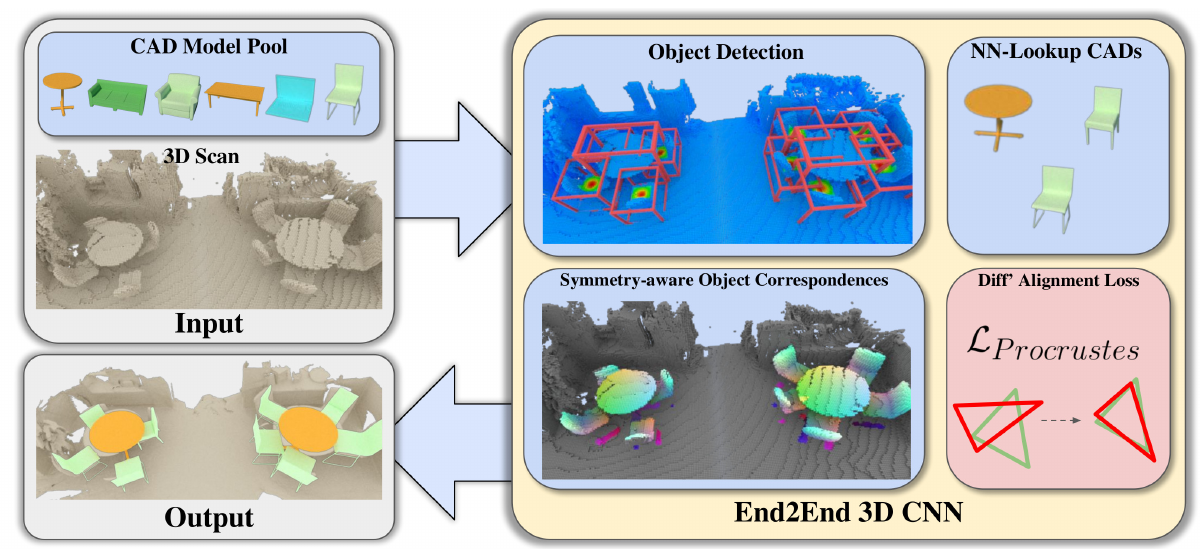 CAD Model Pool
3D Scan
Input
Output
Object Detection
NN-Lookup CADs
Symmetry-aware Object Correspondences
Diff' Alignment Loss
ℒ_{Procrustes}
End2End 3D CNN